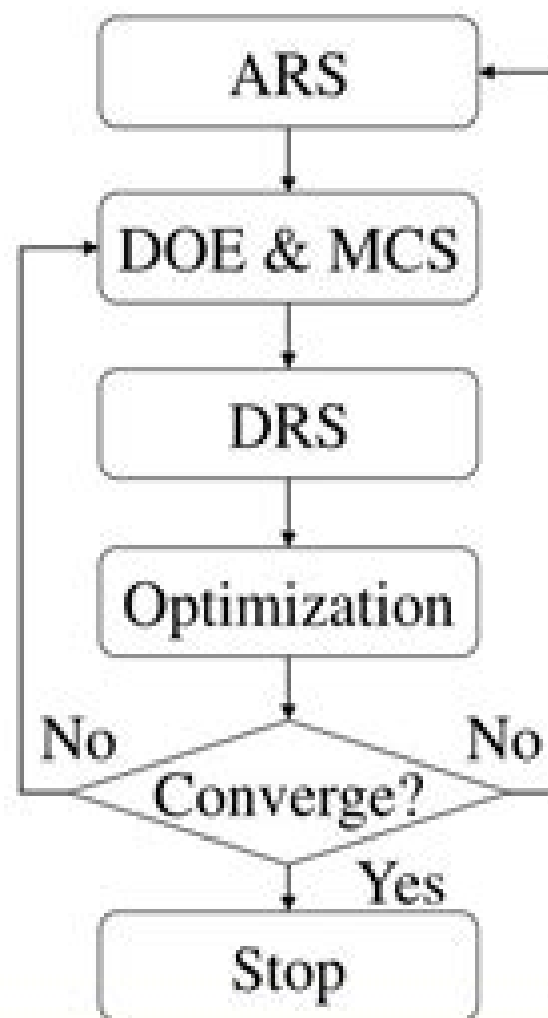 ARS
DOE & MCS
DRS
Optimization
No
No
Converge?
Yes
Stop